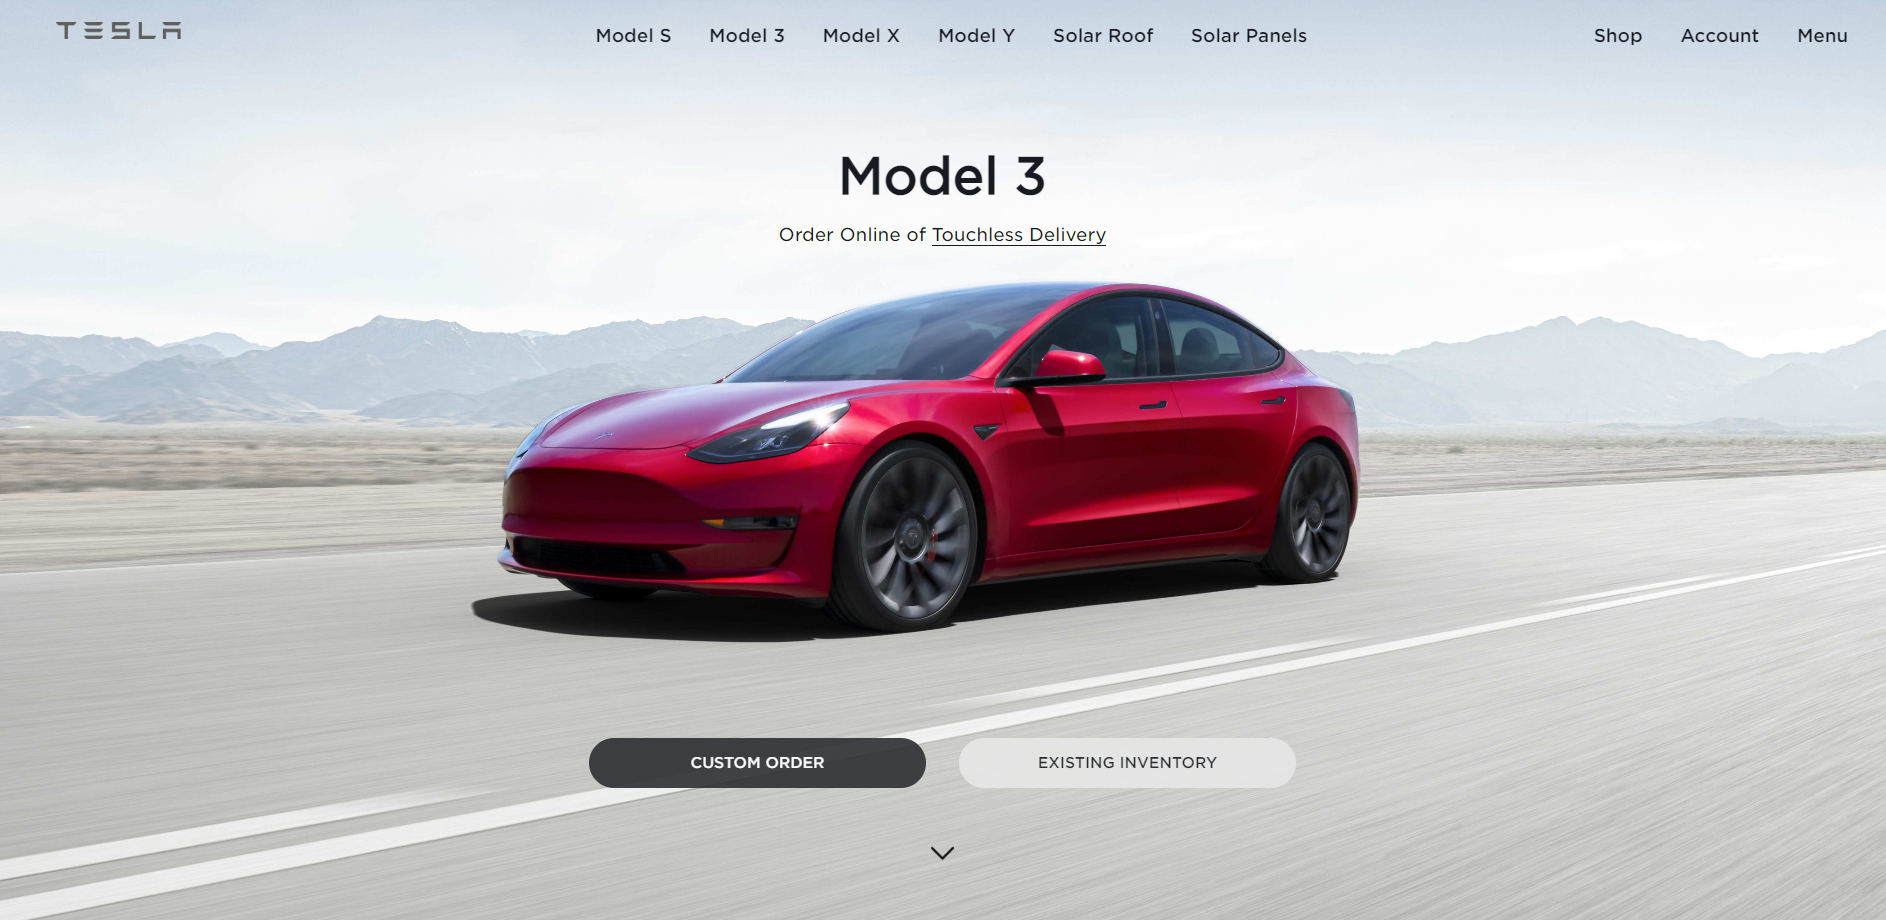 TESLA
Model S Model 3 Model X Model Y Solar Roof Solar Panels
Shop Account Menu
Model 3
Order Online of Touchless Delivery
CUSTOM ORDER
EXISTING INVENTORY